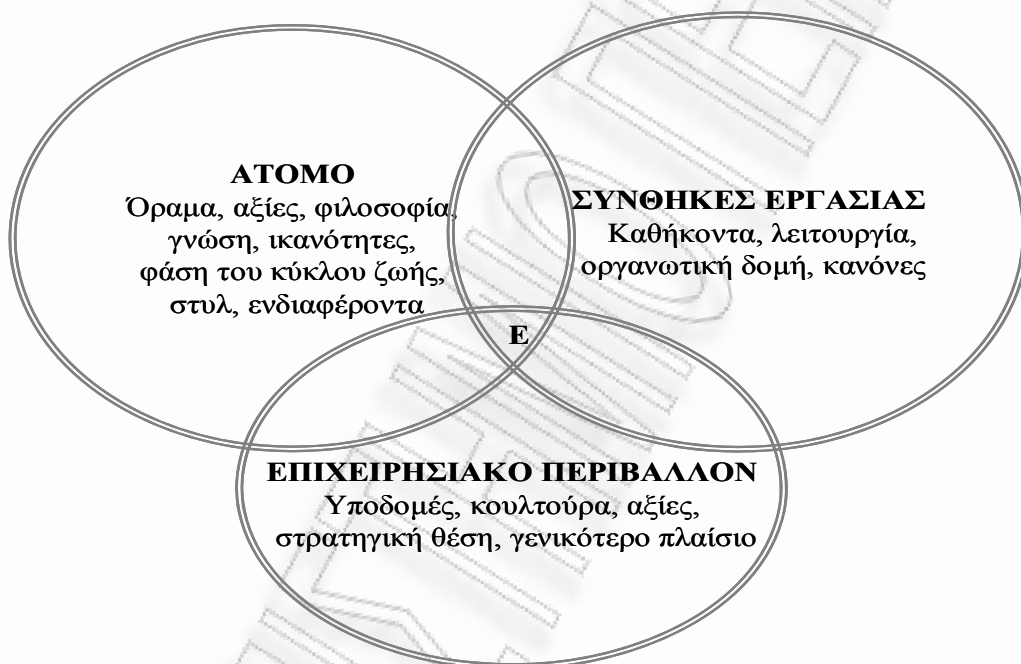 ΑΤΟΜΟ
Όραμα, αξίες, φιλοσοφία,
γνώση, ικανότητες,
φάση του κύκλου ζωής,
στυλ, ενδιαφέροντα
ΣΥΝΘΗΚΕΣ ΕΡΓΑΣΙΑΣ
Καθήκοντα, λειτουργία,
οργανωτική δομή, κανόνες
Ε
ΕΠΙΧΕΙΡΗΣΙΑΚΟ ΠΕΡΙΒΑΛΛΟΝ
Υποδομές, κουλτούρα, αξίες,
στρατηγική θέση, γενικότερο πλαίσιο